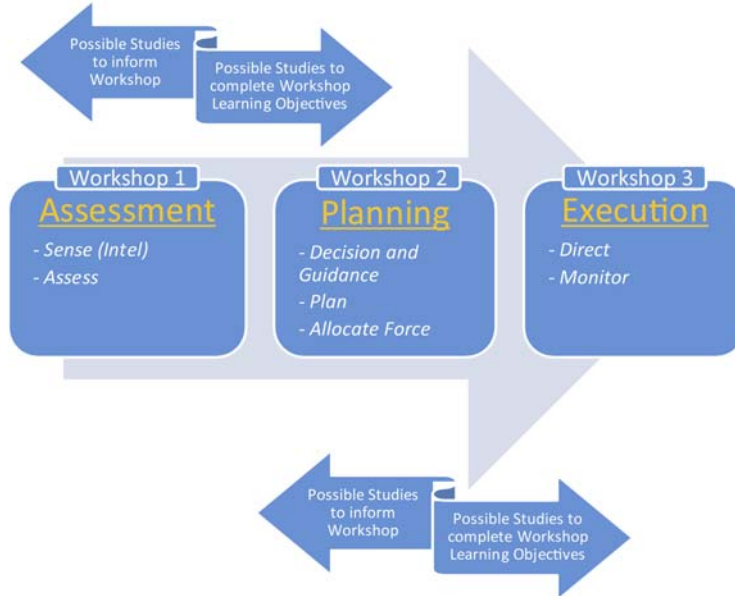 Possible Studies
to inform
Workshop
Possible Studies to
complete Workshop
Learning Objectives
Workshop 1
Assessment
- Sense (Intel)
- Assess
Workshop 2
Planning
- Decision and
Guidance
- Plan
- Allocate Force
Workshop 3
Execution
- Direct
- Monitor
Possible Studies
to inform
Workshop
Possible Studies to
complete Workshop
Learning Objectives